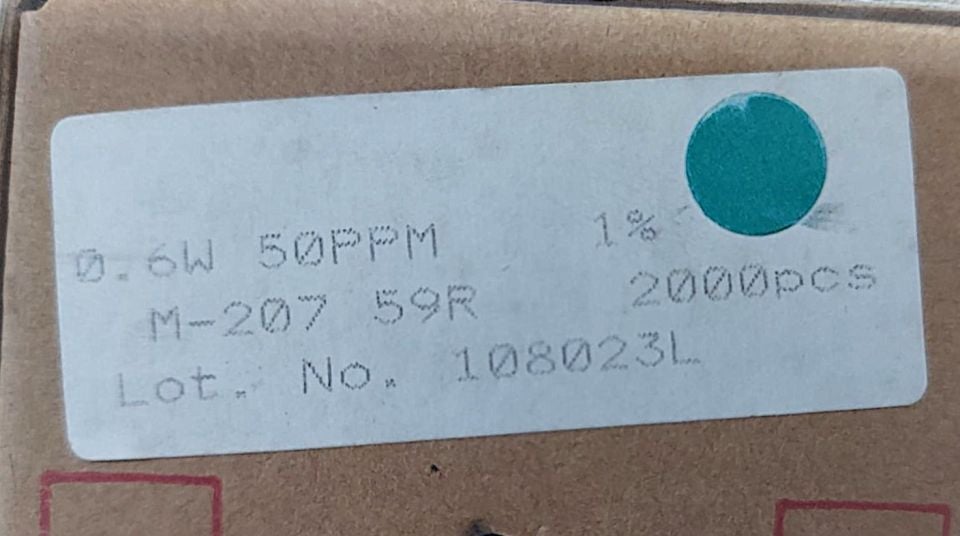 0.6W 50PPM 1%
M-207 59R 2000pcs
Lot. No. 108023L